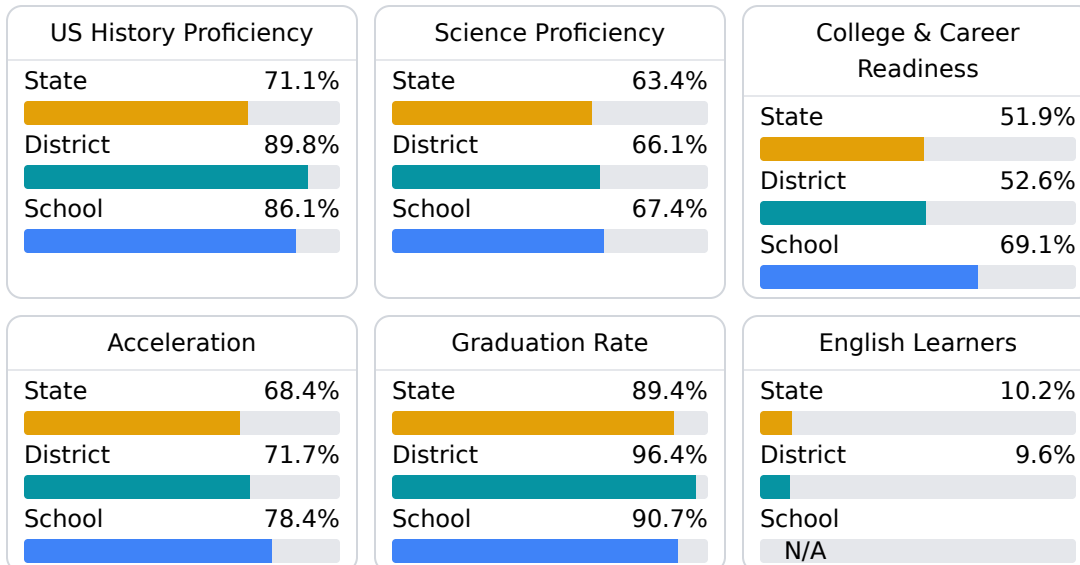 US History Proficiency
State 71.1%
District 89.8%
School 86.1%
Science Proficiency
State 63.4%
District 66.1%
School 67.4%
College & Career
Readiness
State 51.9%
District 52.6%
School 69.1%
Acceleration
State 68.4%
District 71.7%
School 78.4%
Graduation Rate
State 89.4%
District 96.4%
School 90.7%
English Learners
State 10.2%
District 9.6%
School
N/A